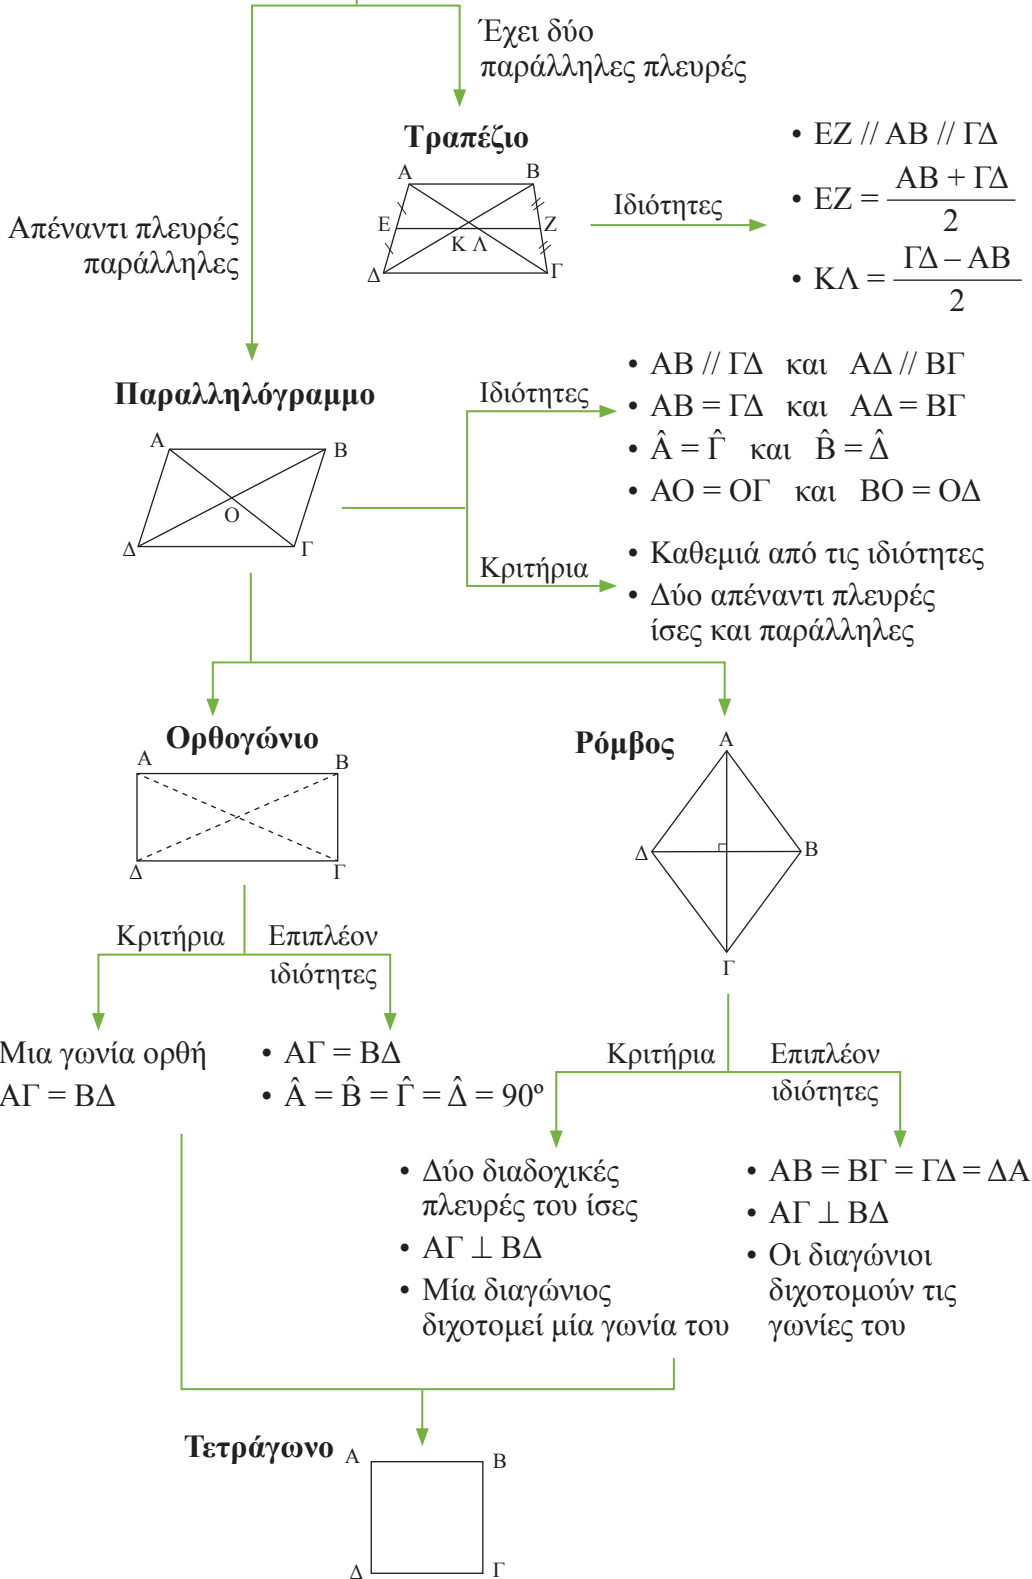 Έχει δύο
παράλληλες πλευρές
Τραπέζιο
Α Β
Ε Ζ
Κ Λ
Δ Γ
Ιδιότητες
• ΕΖ // ΑΒ // ΓΔ
• ΕΖ = ΑΒ + ΓΔ / 2
• ΚΛ = ΓΔ – ΑΒ / 2
Απέναντι πλευρές
παράλληλες
Παραλληλόγραμμο
Α Β
Ο
Δ Γ
Ιδιότητες
• ΑΒ // ΓΔ και ΑΔ // ΒΓ
• ΑΒ = ΓΔ και ΑΔ = ΒΓ
• Α̂ = Γ̂ και Β̂ = Δ̂
• ΑΟ = ΟΓ και ΒΟ = ΟΔ
Κριτήρια
• Καθεμιά από τις ιδιότητες
• Δύο απέναντι πλευρές
ίσες και παράλληλες
Ορθογώνιο
Α Β
Δ Γ
Κριτήρια
Επιπλέον
ιδιότητες
Μια γωνία ορθή
ΑΓ = ΒΔ
• ΑΓ = ΒΔ
• Α̂ = Β̂ = Γ̂ = Δ̂ = 90º
Ρόμβος
Α
Δ Β
Γ
Κριτήρια
Επιπλέον
ιδιότητες
• Δύο διαδοχικές
πλευρές του ίσες
• ΑΓ ⊥ ΒΔ
• Μία διαγώνιος
διχοτομεί μία γωνία του
• ΑΒ = ΒΓ = ΓΔ = ΔΑ
• ΑΓ ⊥ ΒΔ
• Οι διαγώνιοι
διχοτομούν τις
γωνίες του
Τετράγωνο
Α Β
Δ Γ